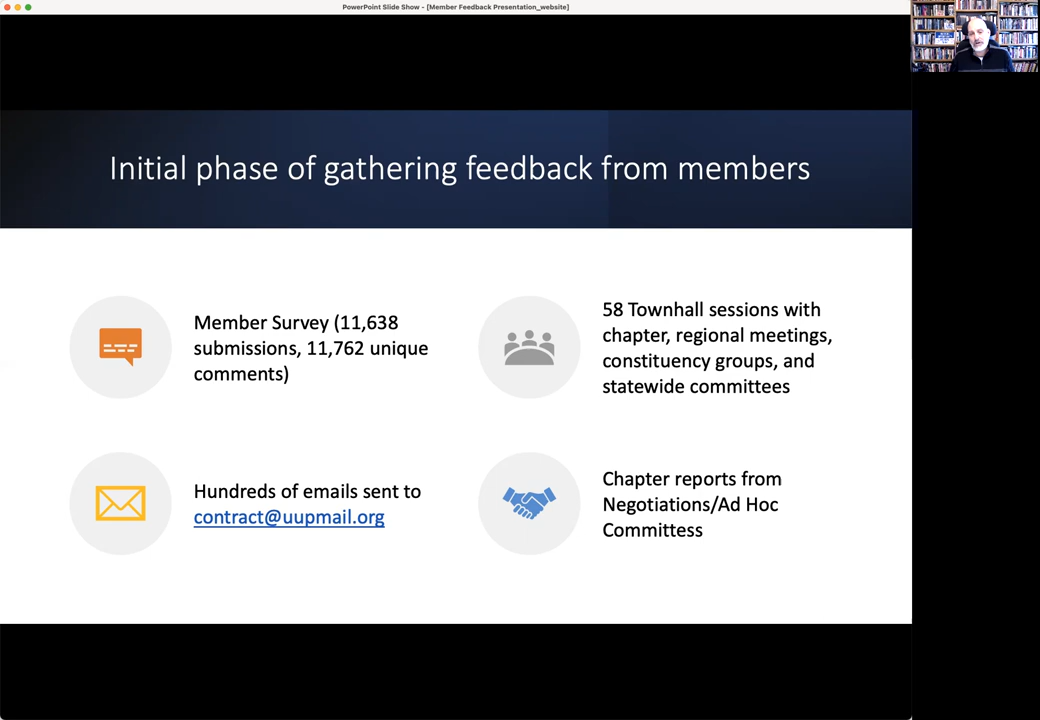 PowerPoint Slide Show - [Member Feedback Presentation_website]
Initial phase of gathering feedback from members
Member Survey (11,638
submissions, 11,762 unique
comments)
58 Townhall sessions with
chapter, regional meetings,
constituency groups, and
statewide committees
Hundreds of emails sent to
contract@uupmail.org
Chapter reports from
Negotiations/Ad Hoc
Committess